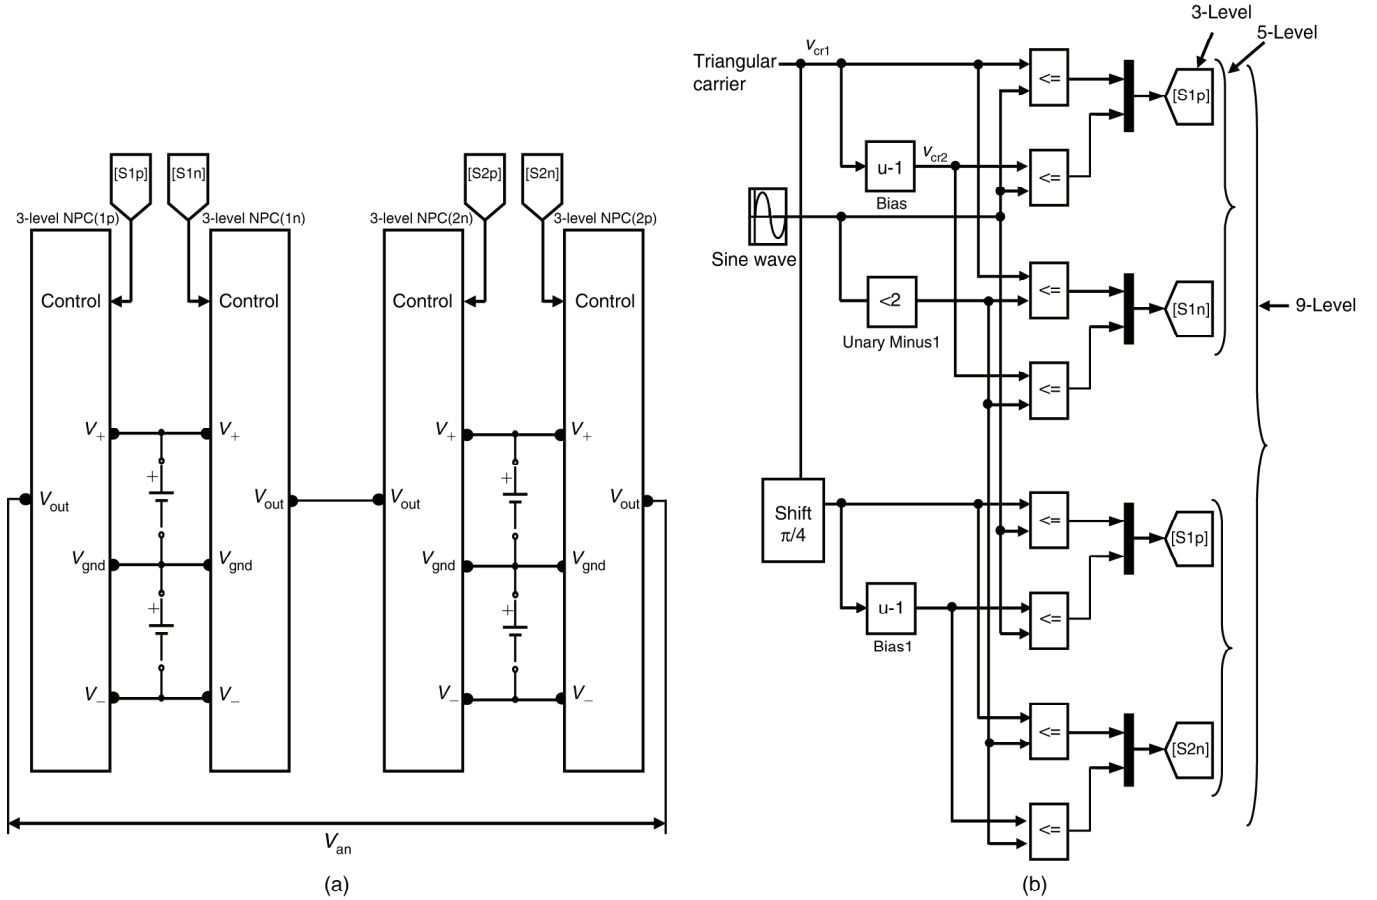 [S1p]
[S1n]
[S2p]
[S2n]
3-level NPC(1p)
3-level NPC(1n)
3-level NPC(2n)
3-level NPC(2p)
Control
Control
Control
Control
V+
V+
V+
V+
+
+
Vout
Vout
Vout
Vout
Vgnd
Vgnd
Vgnd
Vgnd
+
+
V−
V−
V−
V−
Van
(a)
3-Level
5-Level
9-Level
Triangular
carrier
vcr1
<=
[S1p]
u-1
Bias
vcr2
<=
Sine wave
<=
[S1n]
<2
Unary Minus1
<=
Shift
π/4
<=
[S1p]
u-1
Bias1
<=
<=
[S2n]
<=
(b)